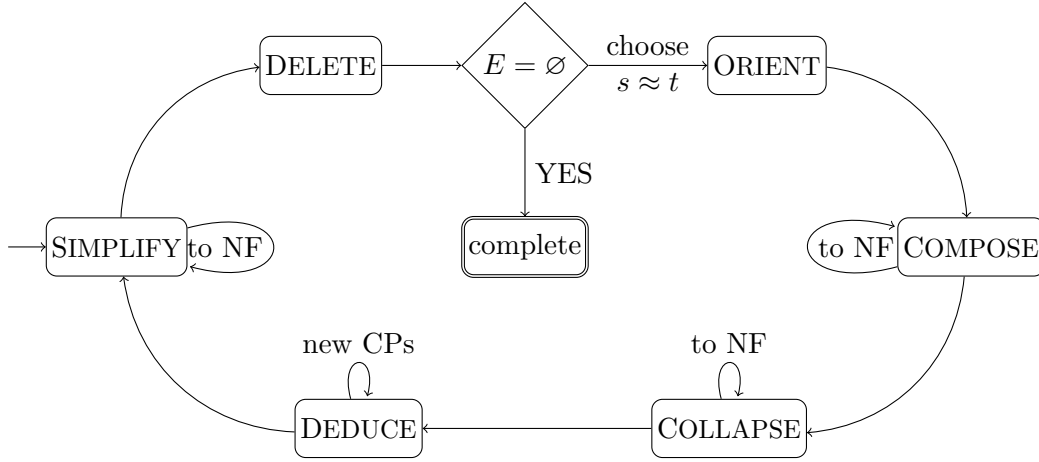 DELETE
E = ∅
choose
s ≈ t
ORIENT
YES
SIMPLIFY
to NF
complete
to NF
COMPOSE
new CPs
DEDUCE
to NF
COLLAPSE